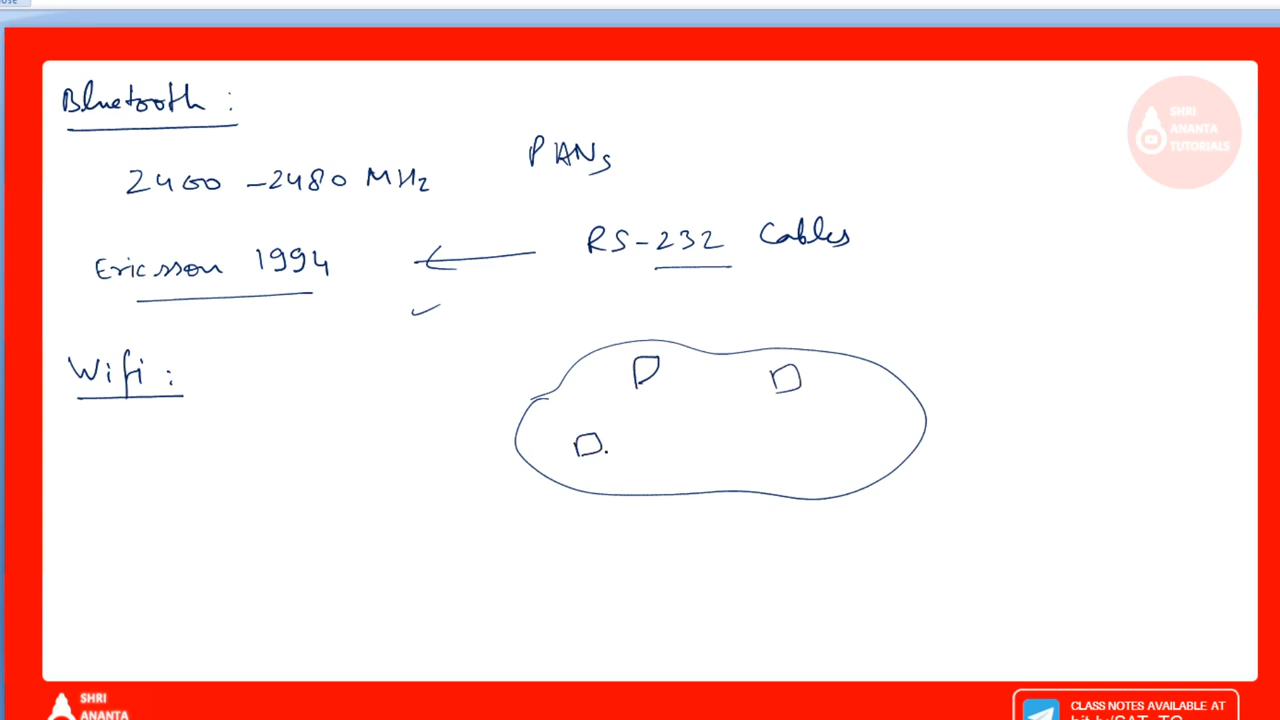 Bluetooth :
2400 - 2480 MHz
PANs
Ericsson 1994
RS-232 Cables
Wifi :
SHRI
ANANTA
TUTORIALS
SHRI
ANANTA
CLASS NOTES AVAILABLE AT